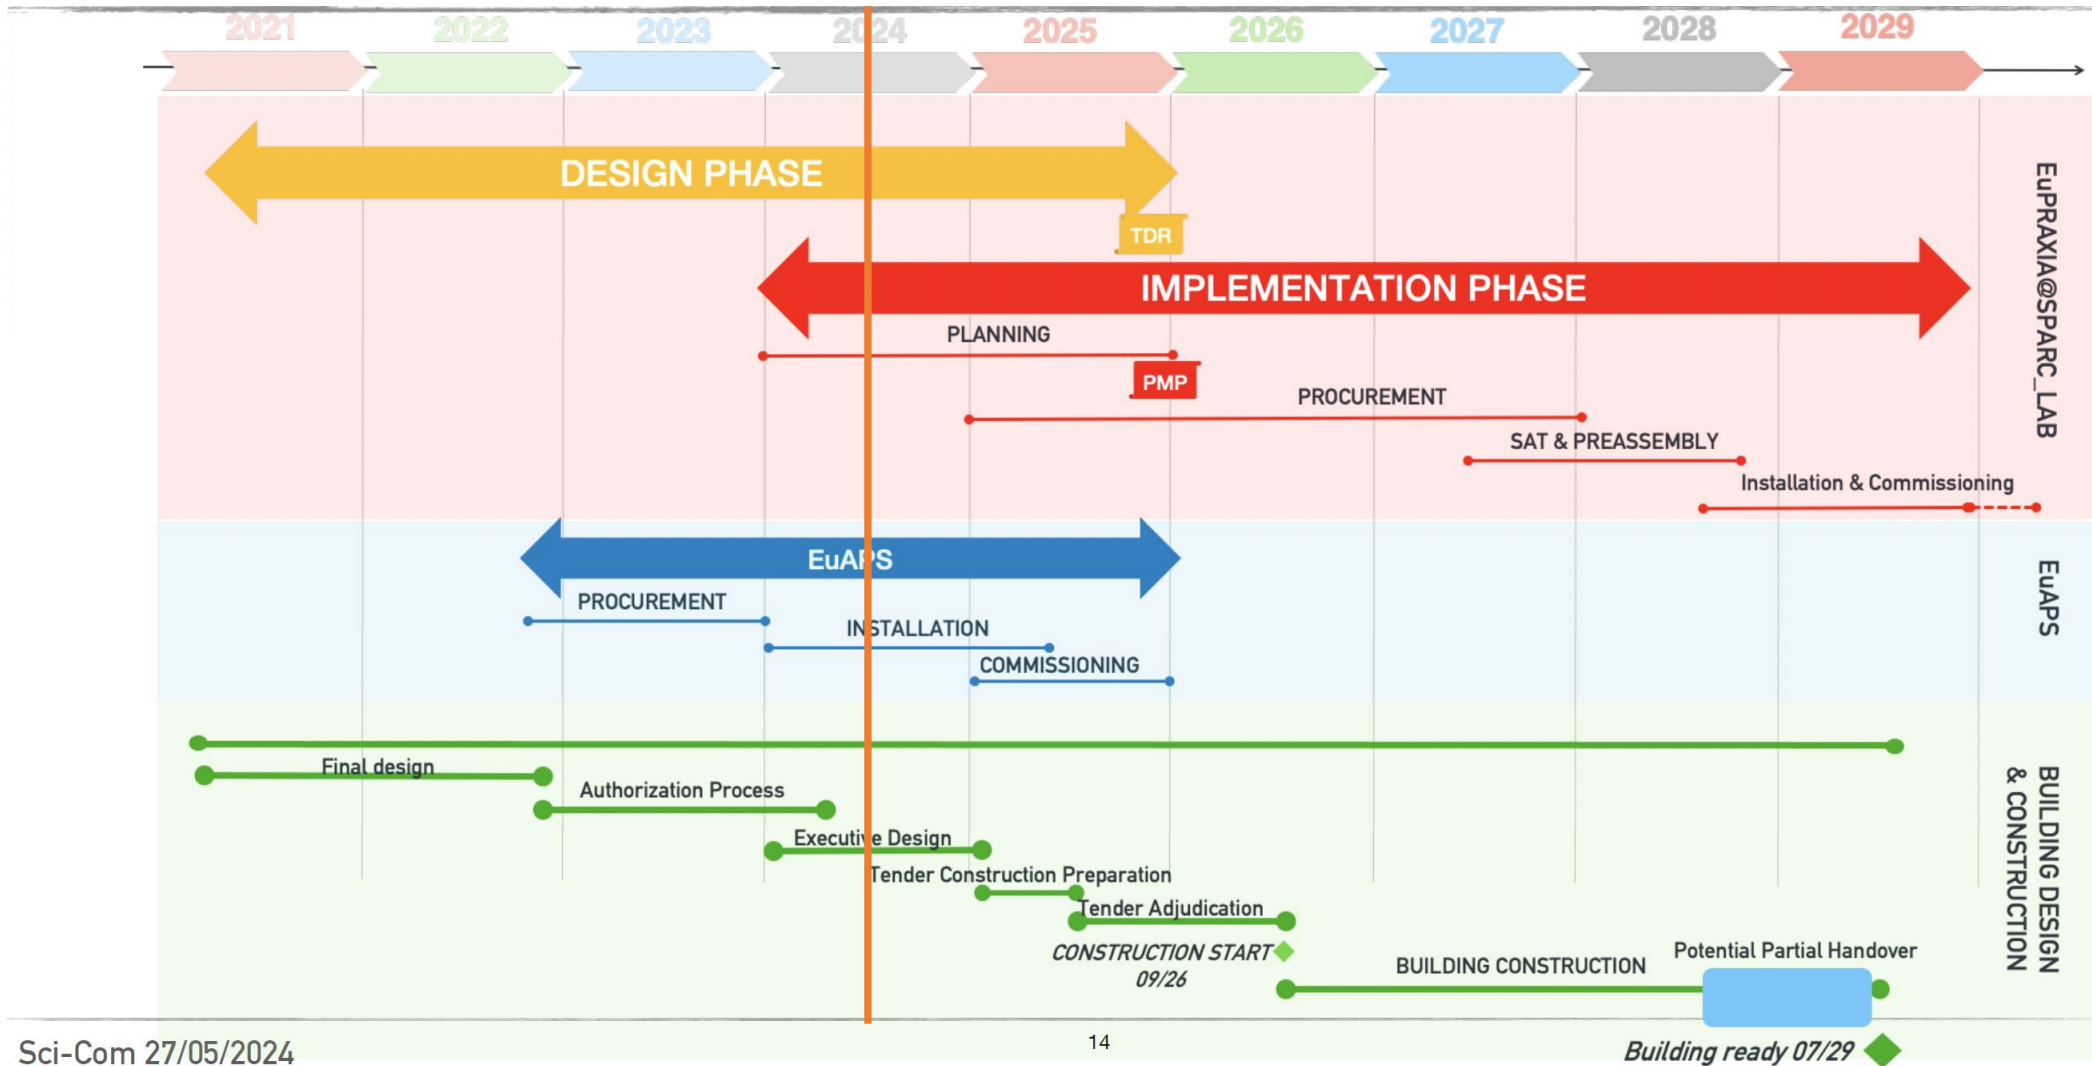 2021 2022 2023 2024 2025 2026 2027 2028 2029
DESIGN PHASE
TDR
IMPLEMENTATION PHASE
PLANNING
PMP
PROCUREMENT
SAT & PREASSEMBLY
Installation & Commissioning
EuPRAXIA@SPARC_LAB
EuAPS
PROCUREMENT
INSTALLATION
COMMISSIONING
EuAPS
Final design
Authorization Process
Executive Design
Tender Construction Preparation
Tender Adjudication
CONSTRUCTION START
09/26
BUILDING CONSTRUCTION
Potential Partial Handover
BUILDING DESIGN
& CONSTRUCTION
Building ready 07/29
Sci-Com 27/05/2024
14